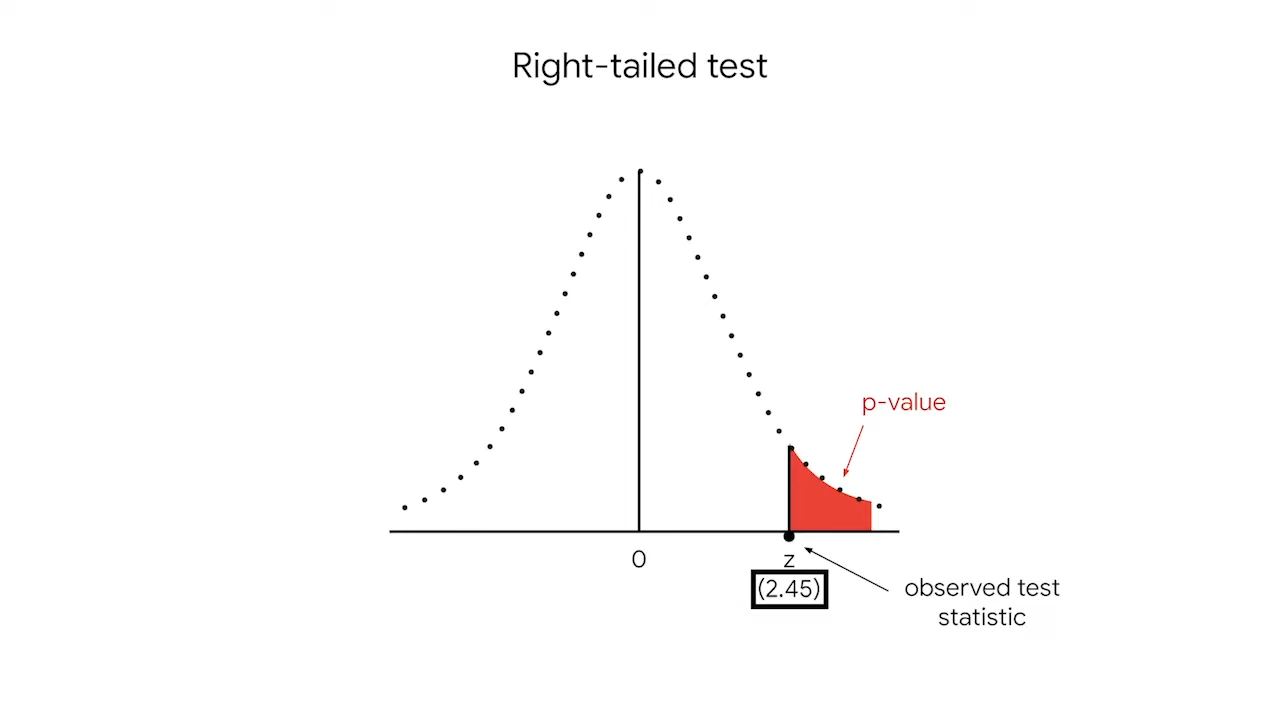 Right-tailed test
p-value
0
z
(2.45)
observed test
statistic